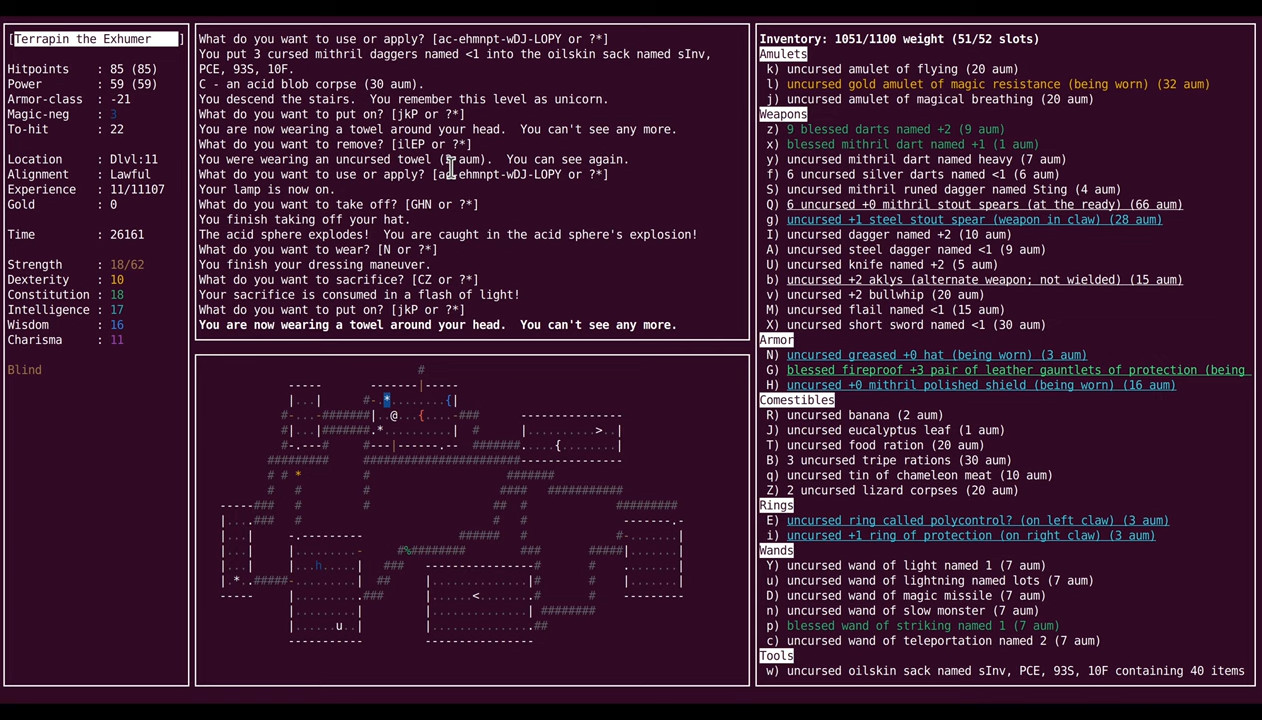 [Terrapin the Exhumer ]
Hitpoints : 85 (85)
Power : 59 (59)
Armor-class : -21
Magic-neg : 3
To-hit : 22
Location : Dlvl:11
Alignment : Lawful
Experience : 11/11107
Gold : 0
Time : 26161
Strength : 18/62
Dexterity : 10
Constitution : 18
Intelligence : 17
Wisdom : 16
Charisma : 11
Blind
What do you want to use or apply? [ac-ehmnpt-wDJ-LOPY or ?*]
You put 3 cursed mithril daggers named <1 into the oilskin sack named sInv,
PCE, 93S, 10F.
C - an acid blob corpse (30 aum).
You descend the stairs.  You remember this level as unicorn.
What do you want to put on? [jkP or ?*]
You are now wearing a towel around your head.  You can't see any more.
What do you want to remove? [ilEP or ?*]
You were wearing an uncursed towel ( aum).  You can see again.
What do you want to use or apply? [ac-ehmnpt-wDJ-LOPY or ?*]
Your lamp is now on.
What do you want to take off? [GHN or ?*]
You finish taking off your hat.
The acid sphere explodes!  You are caught in the acid sphere's explosion!
What do you want to wear? [N or ?*]
You finish your dressing maneuver.
What do you want to sacrifice? [CZ or ?*]
Your sacrifice is consumed in a flash of light!
What do you want to put on? [jkP or ?*]
You are now wearing a towel around your head.  You can't see any more.
Inventory: 1051/1100 weight (51/52 slots)
Amulets
k) uncursed amulet of flying (20 aum)
l) uncursed gold amulet of magic resistance (being worn) (32 aum)
j) uncursed amulet of magical breathing (20 aum)
Weapons
z) 9 blessed darts named +2 (9 aum)
x) blessed mithril dart named +1 (1 aum)
y) uncursed mithril dart named heavy (7 aum)
f) 6 uncursed silver darts named <1 (6 aum)
S) uncursed mithril runed dagger named Sting (4 aum)
Q) 6 uncursed +0 mithril stout spears (at the ready) (66 aum)
g) uncursed +1 steel stout spear (weapon in claw) (28 aum)
I) uncursed dagger named +2 (10 aum)
A) uncursed steel dagger named <1 (9 aum)
U) uncursed knife named +2 (5 aum)
b) uncursed +2 aklys (alternate weapon; not wielded) (15 aum)
v) uncursed +2 bullwhip (20 aum)
M) uncursed flail named <1 (15 aum)
X) uncursed short sword named <1 (30 aum)
Armor
N) uncursed greased +0 hat (being worn) (3 aum)
G) blessed fireproof +3 pair of leather gauntlets of protection (being
H) uncursed +0 mithril polished shield (being worn) (16 aum)
Comestibles
R) uncursed banana (2 aum)
J) uncursed eucalyptus leaf (1 aum)
T) uncursed food ration (20 aum)
B) 3 uncursed tripe rations (30 aum)
q) uncursed tin of chameleon meat (10 aum)
Z) 2 uncursed lizard corpses (20 aum)
Rings
E) uncursed ring called polycontrol? (on left claw) (3 aum)
i) uncursed +1 ring of protection (on right claw) (3 aum)
Wands
Y) uncursed wand of light named 1 (7 aum)
u) uncursed wand of lightning named lots (7 aum)
D) uncursed wand of magic missile (7 aum)
n) uncursed wand of slow monster (7 aum)
p) blessed wand of striking named 1 (7 aum)
c) uncursed wand of teleportation named 2 (7 aum)
Tools
w) uncursed oilskin sack named sInv, PCE, 93S, 10F containing 40 items